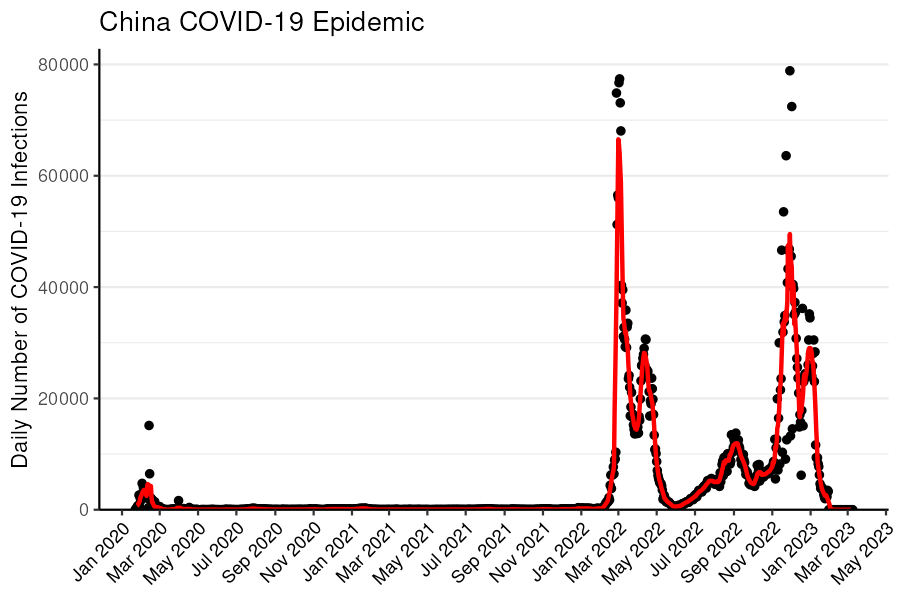 China COVID-19 Epidemic
Daily Number of COVID-19 Infections
80000
60000
40000
20000
0
Jan 2020
Mar 2020
May 2020
Jul 2020
Sep 2020
Nov 2020
Jan 2021
Mar 2021
May 2021
Jul 2021
Sep 2021
Nov 2021
Jan 2022
Mar 2022
May 2022
Jul 2022
Sep 2022
Nov 2022
Jan 2023
Mar 2023
May 2023